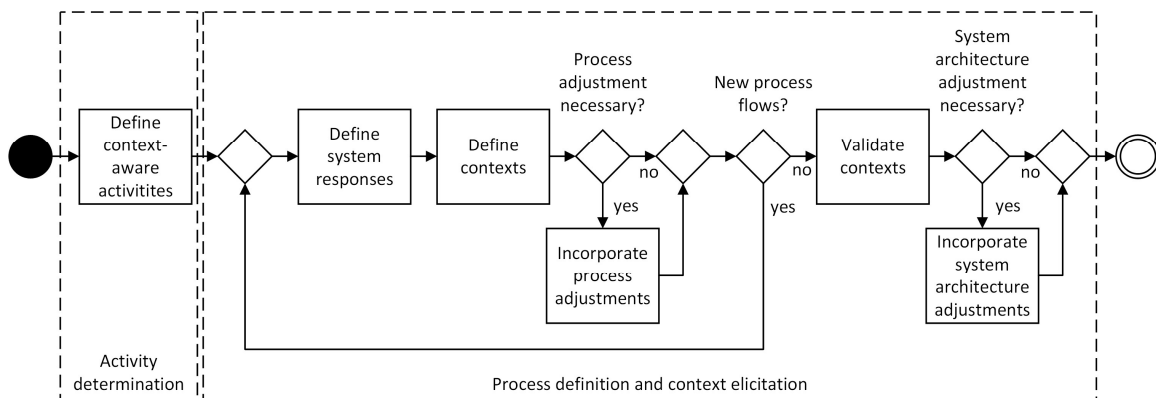 Define
context-
aware
activitites
Define
system
responses
Define
contexts
Process
adjustment
necessary?
no
yes
Incorporate
process
adjustments
New process
flows?
no
yes
Validate
contexts
System
architecture
adjustment
necessary?
no
yes
Incorporate
system
architecture
adjustments
Activity
determination
Process definition and context elicitation